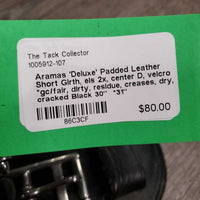 The Tack Collector
1005912-107
Aramas 'Deluxe' Padded Leather
Short Girth, els 2x, center D, velcro
"gc/fair, dirty, residue, creases, dry,
cracked Black 30" "31"
$80.00
86C3CF